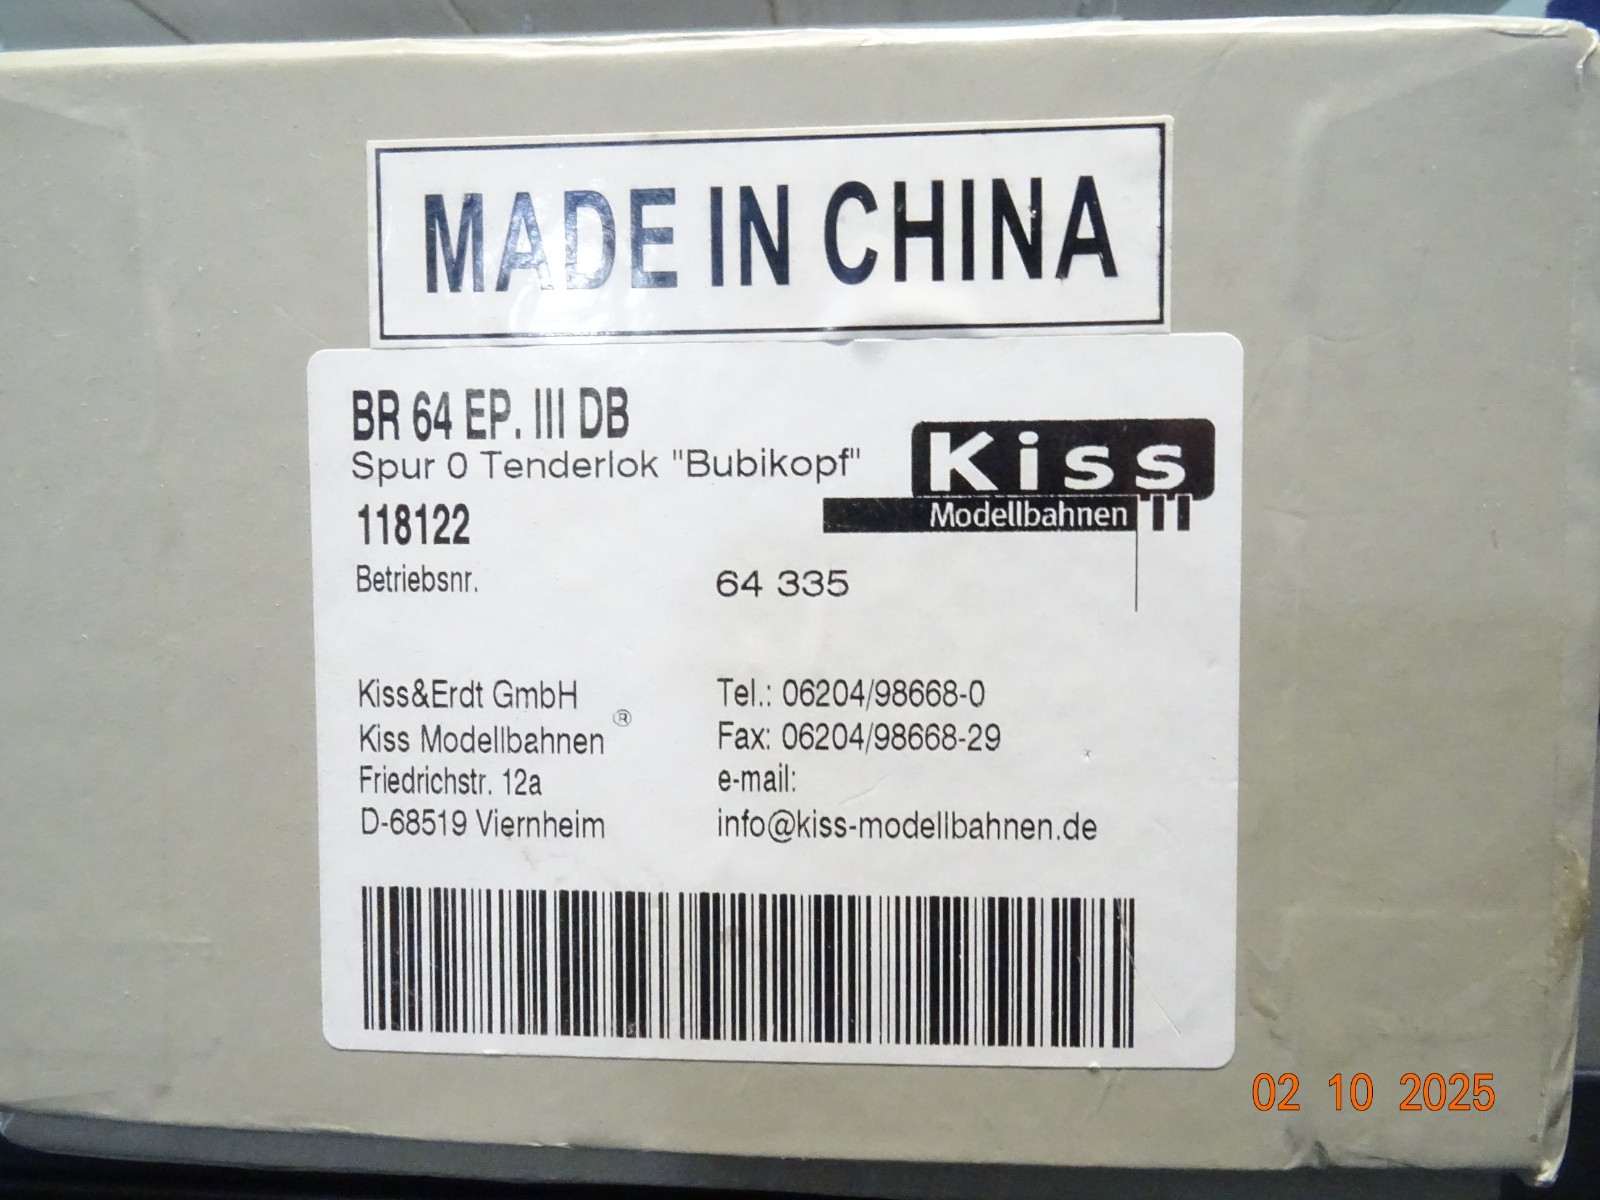 MADE IN CHINA
BR 64 EP. III DB
Spur 0 Tenderlok "Bubikopf"
Kiss
Modellbahnen
118122
Betriebsnr. 64 335
Kiss&Erdt GmbH
Kiss Modellbahnen ®
Friedrichstr. 12a
D-68519 Viernheim
Tel.: 06204/98668-0
Fax: 06204/98668-29
e-mail:
info@kiss-modellbahnen.de
02 10 2025